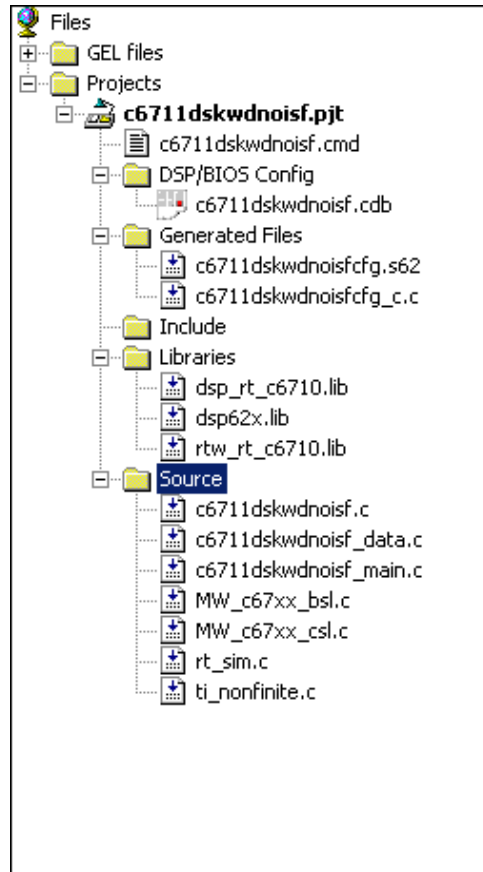 Files
GEL files
Projects
c6711dskwdnoisf.pjt
c6711dskwdnoisf.cmd
DSP/BIOS Config
c6711dskwdnoisf.cdb
Generated Files
c6711dskwdnoisfcfg.s62
c6711dskwdnoisfcfg_c.c
Include
Libraries
dsp_rt_c6710.lib
dsp62x.lib
rtw_rt_c6710.lib
Source
c6711dskwdnoisf.c
c6711dskwdnoisf_data.c
c6711dskwdnoisf_main.c
MW_c67xx_bsl.c
MW_c67xx_csl.c
rt_sim.c
ti_nonfinite.c